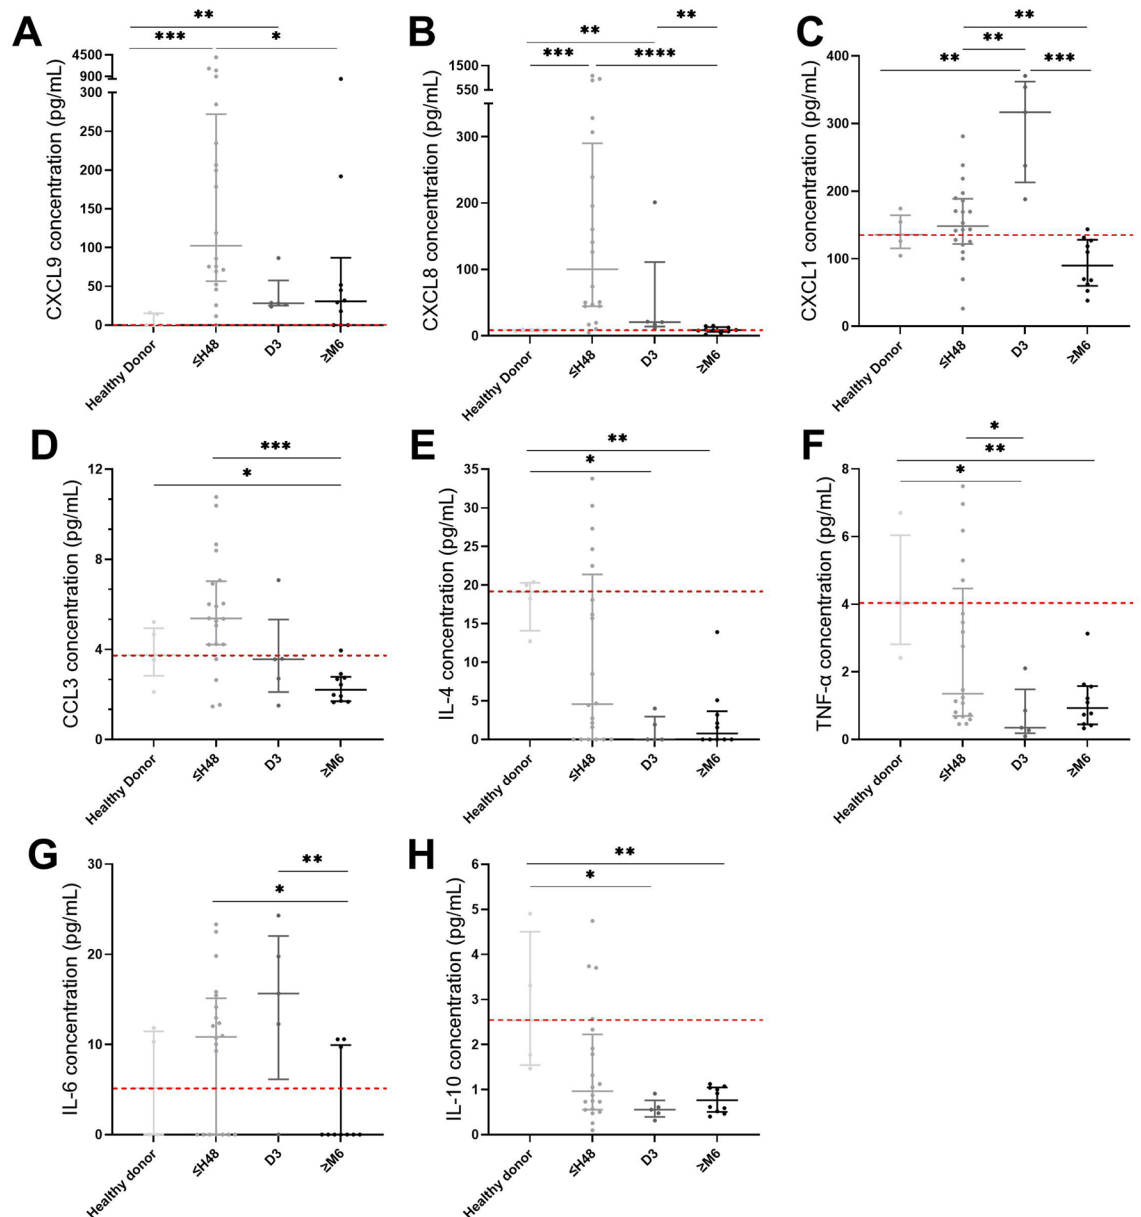 A
**
***
*
CXCL9 concentration (pg/mL)
4500
900
300
250
200
150
100
50
0
Healthy Donor
≤H48
D3
≥M6
B
**
**
***
****
CXCL8 concentration (pg/mL)
1500
550
300
200
100
0
Healthy Donor
≤H48
D3
≥M6
C
**
**
**
***
CXCL1 concentration (pg/mL)
400
300
200
100
0
Healthy Donor
≤H48
D3
≥M6
D
***
*
CCL3 concentration (pg/mL)
12
8
4
0
Healthy Donor
≤H48
D3
≥M6
E
**
*
IL-4 concentration (pg/mL)
35
30
25
20
15
10
5
0
Healthy donor
≤H48
D3
≥M6
F
*
**
*
TNF-α concentration (pg/mL)
8
6
4
2
0
Healthy donor
≤H48
D3
≥M6
G
**
*
IL-6 concentration (pg/mL)
30
20
10
0
Healthy donor
≤H48
D3
≥M6
H
**
*
IL-10 concentration (pg/mL)
6
5
4
3
2
1
0
Healthy donor
≤H48
D3
≥M6